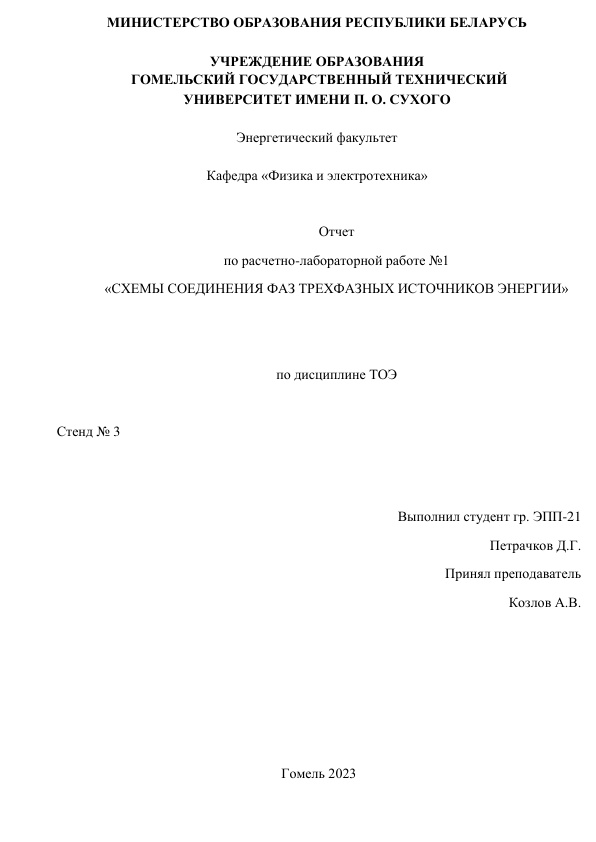 МИНИСТЕРСТВО ОБРАЗОВАНИЯ РЕСПУБЛИКИ БЕЛАРУСЬ
УЧРЕЖДЕНИЕ ОБРАЗОВАНИЯ
ГОМЕЛЬСКИЙ ГОСУДАРСТВЕННЫЙ ТЕХНИЧЕСКИЙ
УНИВЕРСИТЕТ ИМЕНИ П. О. СУХОГО
Энергетический факультет
Кафедра «Физика и электротехника»
Отчет
по расчетно-лабораторной работе №1
«СХЕМЫ СОЕДИНЕНИЯ ФАЗ ТРЕХФАЗНЫХ ИСТОЧНИКОВ ЭНЕРГИИ»
по дисциплине ТОЭ
Стенд № 3
Выполнил студент гр. ЭПП-21
Петрачков Д.Г.
Принял преподаватель
Козлов А.В.
Гомель 2023